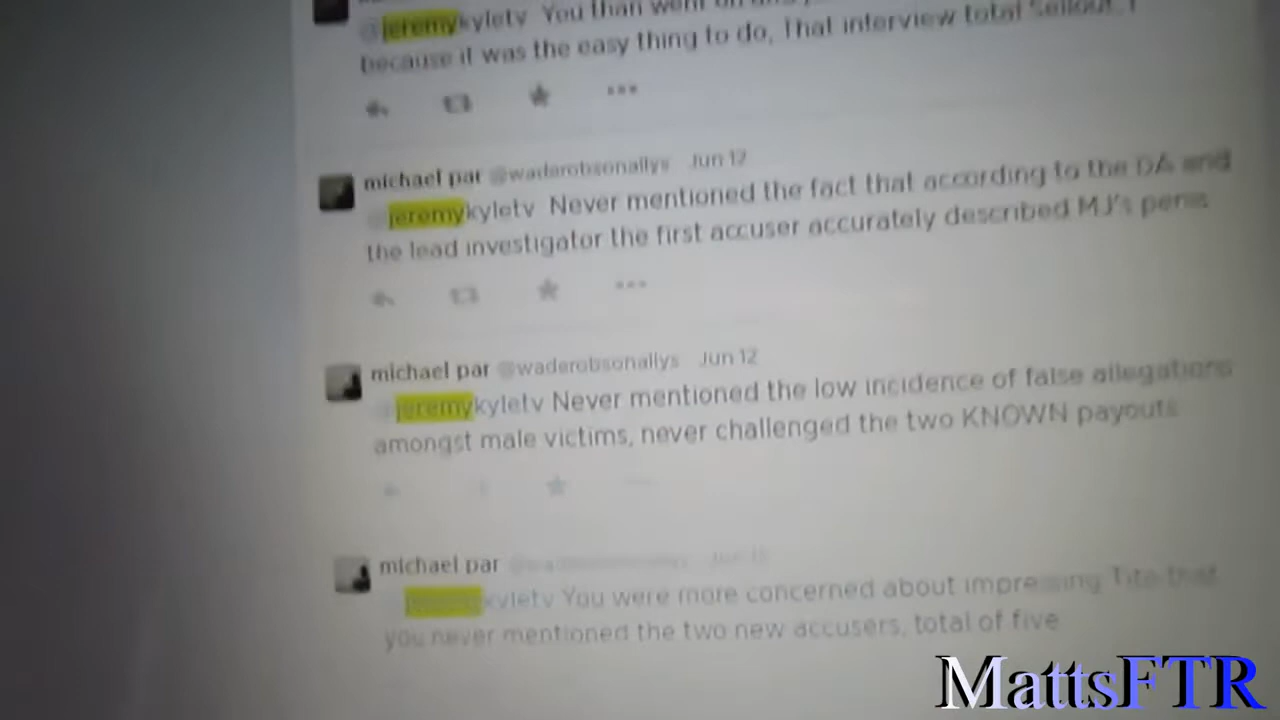 @jeremykyletv You than went on and
because it was the easy thing to do, That interview total Sellout. I
michael par @waderobsonallys Jun 12
@jeremykyletv Never mentioned the fact that according to the DA and
the lead investigator the first accuser accurately described MJ's penis
michael par @waderobsonallys Jun 12
@jeremykyletv Never mentioned the low incidence of false allegations
amongst male victims, never challenged the two KNOWN payouts
michael par
jeremykyletv You were more concerned about impressing Tito that
you never mentioned the two new accusers, total of five
MattsFTR